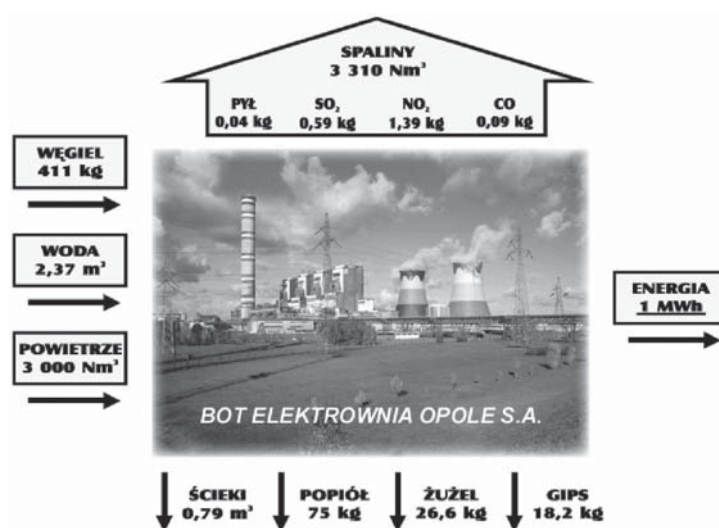 SPALINY
3 310 Nm³
PYŁ SO₂ NO₂ CO
0,04 kg 0,59 kg 1,39 kg 0,09 kg
WĘGIEL
411 kg
WODA
2,37 m³
POWIETRZE
3 000 Nm³
ENERGIA
1 MWh
BOT ELEKTROWNIA OPOLE S.A.
ŚCIEKI POPIÓŁ ŻUŻEL GIPS
0,79 m³ 75 kg 26,6 kg 18,2 kg